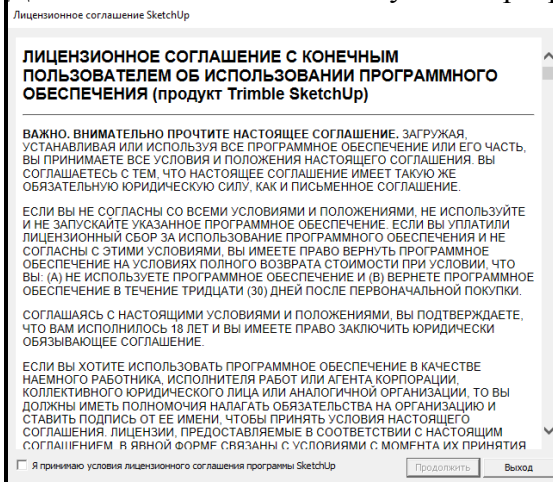 Лицензионное соглашение SketchUp
ЛИЦЕНЗИОННОЕ СОГЛАШЕНИЕ С КОНЕЧНЫМ
ПОЛЬЗОВАТЕЛЕМ ОБ ИСПОЛЬЗОВАНИИ ПРОГРАММНОГО
ОБЕСПЕЧЕНИЯ (продукт Trimble SketchUp)
ВАЖНО. ВНИМАТЕЛЬНО ПРОЧТИТЕ НАСТОЯЩЕЕ СОГЛАШЕНИЕ. ЗАГРУЖАЯ,
УСТАНАВЛИВАЯ ИЛИ ИСПОЛЬЗУЯ ВСЕ ПРОГРАММНОЕ ОБЕСПЕЧЕНИЕ ИЛИ ЕГО ЧАСТЬ,
ВЫ ПРИНИМАЕТЕ ВСЕ УСЛОВИЯ И ПОЛОЖЕНИЯ НАСТОЯЩЕГО СОГЛАШЕНИЯ. ВЫ
СОГЛАШАЕТЕСЬ С ТЕМ, ЧТО НАСТОЯЩЕЕ СОГЛАШЕНИЕ ИМЕЕТ ТАКУЮ ЖЕ
ОБЯЗАТЕЛЬНУЮ ЮРИДИЧЕСКУЮ СИЛУ, КАК И ПИСЬМЕННОЕ СОГЛАШЕНИЕ.
ЕСЛИ ВЫ НЕ СОГЛАСНЫ СО ВСЕМИ УСЛОВИЯМИ И ПОЛОЖЕНИЯМИ, НЕ ИСПОЛЬЗУЙТЕ
И НЕ ЗАПУСКАЙТЕ УКАЗАННОЕ ПРОГРАММНОЕ ОБЕСПЕЧЕНИЕ. ЕСЛИ ВЫ УПЛАТИЛИ
ЛИЦЕНЗИОННЫЙ СБОР ЗА ИСПОЛЬЗОВАНИЕ ПРОГРАММНОГО ОБЕСПЕЧЕНИЯ И НЕ
СОГЛАСНЫ С ЭТИМИ УСЛОВИЯМИ, ВЫ ИМЕЕТЕ ПРАВО ВЕРНУТЬ ПРОГРАММНОЕ
ОБЕСПЕЧЕНИЕ НА УСЛОВИЯХ ПОЛНОГО ВОЗВРАТА СТОИМОСТИ ПРИ УСЛОВИИ, ЧТО
ВЫ: (А) НЕ ИСПОЛЬЗУЕТЕ ПРОГРАММНОЕ ОБЕСПЕЧЕНИЕ И (В) ВЕРНЕТЕ ПРОГРАММНОЕ
ОБЕСПЕЧЕНИЕ В ТЕЧЕНИЕ ТРИДЦАТИ (30) ДНЕЙ ПОСЛЕ ПЕРВОНАЧАЛЬНОЙ ПОКУПКИ.
СОГЛАШАЯСЬ С НАСТОЯЩИМИ УСЛОВИЯМИ И ПОЛОЖЕНИЯМИ, ВЫ ПОДТВЕРЖДАЕТЕ,
ЧТО ВАМ ИСПОЛНИЛОСЬ 18 ЛЕТ И ВЫ ИМЕЕТЕ ПРАВО ЗАКЛЮЧИТЬ ЮРИДИЧЕСКИ
ОБЯЗЫВАЮЩЕЕ СОГЛАШЕНИЕ.
ЕСЛИ ВЫ ХОТИТЕ ИСПОЛЬЗОВАТЬ ПРОГРАММНОЕ ОБЕСПЕЧЕНИЕ В КАЧЕСТВЕ
НАЕМНОГО РАБОТНИКА, ИСПОЛНИТЕЛЯ РАБОТ ИЛИ АГЕНТА КОРПОРАЦИИ,
КОЛЛЕКТИВНОГО ЮРИДИЧЕСКОГО ЛИЦА ИЛИ АНАЛОГИЧНОЙ ОРГАНИЗАЦИИ, ТО ВЫ
ДОЛЖНЫ ИМЕТЬ ПОЛНОМОЧИЯ НАЛАГАТЬ ОБЯЗАТЕЛЬСТВА НА ОРГАНИЗАЦИЮ И
СТАВИТЬ ПОДПИСЬ ОТ ЕЕ ИМЕНИ, ЧТОБЫ ПРИНЯТЬ УСЛОВИЯ НАСТОЯЩЕГО
СОГЛАШЕНИЯ. ЛИЦЕНЗИИ, ПРЕДОСТАВЛЯЕМЫЕ В СООТВЕТСТВИИ С НАСТОЯЩИМ
СОГЛАШЕНИЕМ, В ЯВНОЙ ФОРМЕ СВЯЗАНЫ С УСЛОВИЯМИ С МОМЕНТА ИХ ПРИНЯТИЯ
Я принимаю условия лицензионного соглашения программы SketchUp
Продолжить
Выход